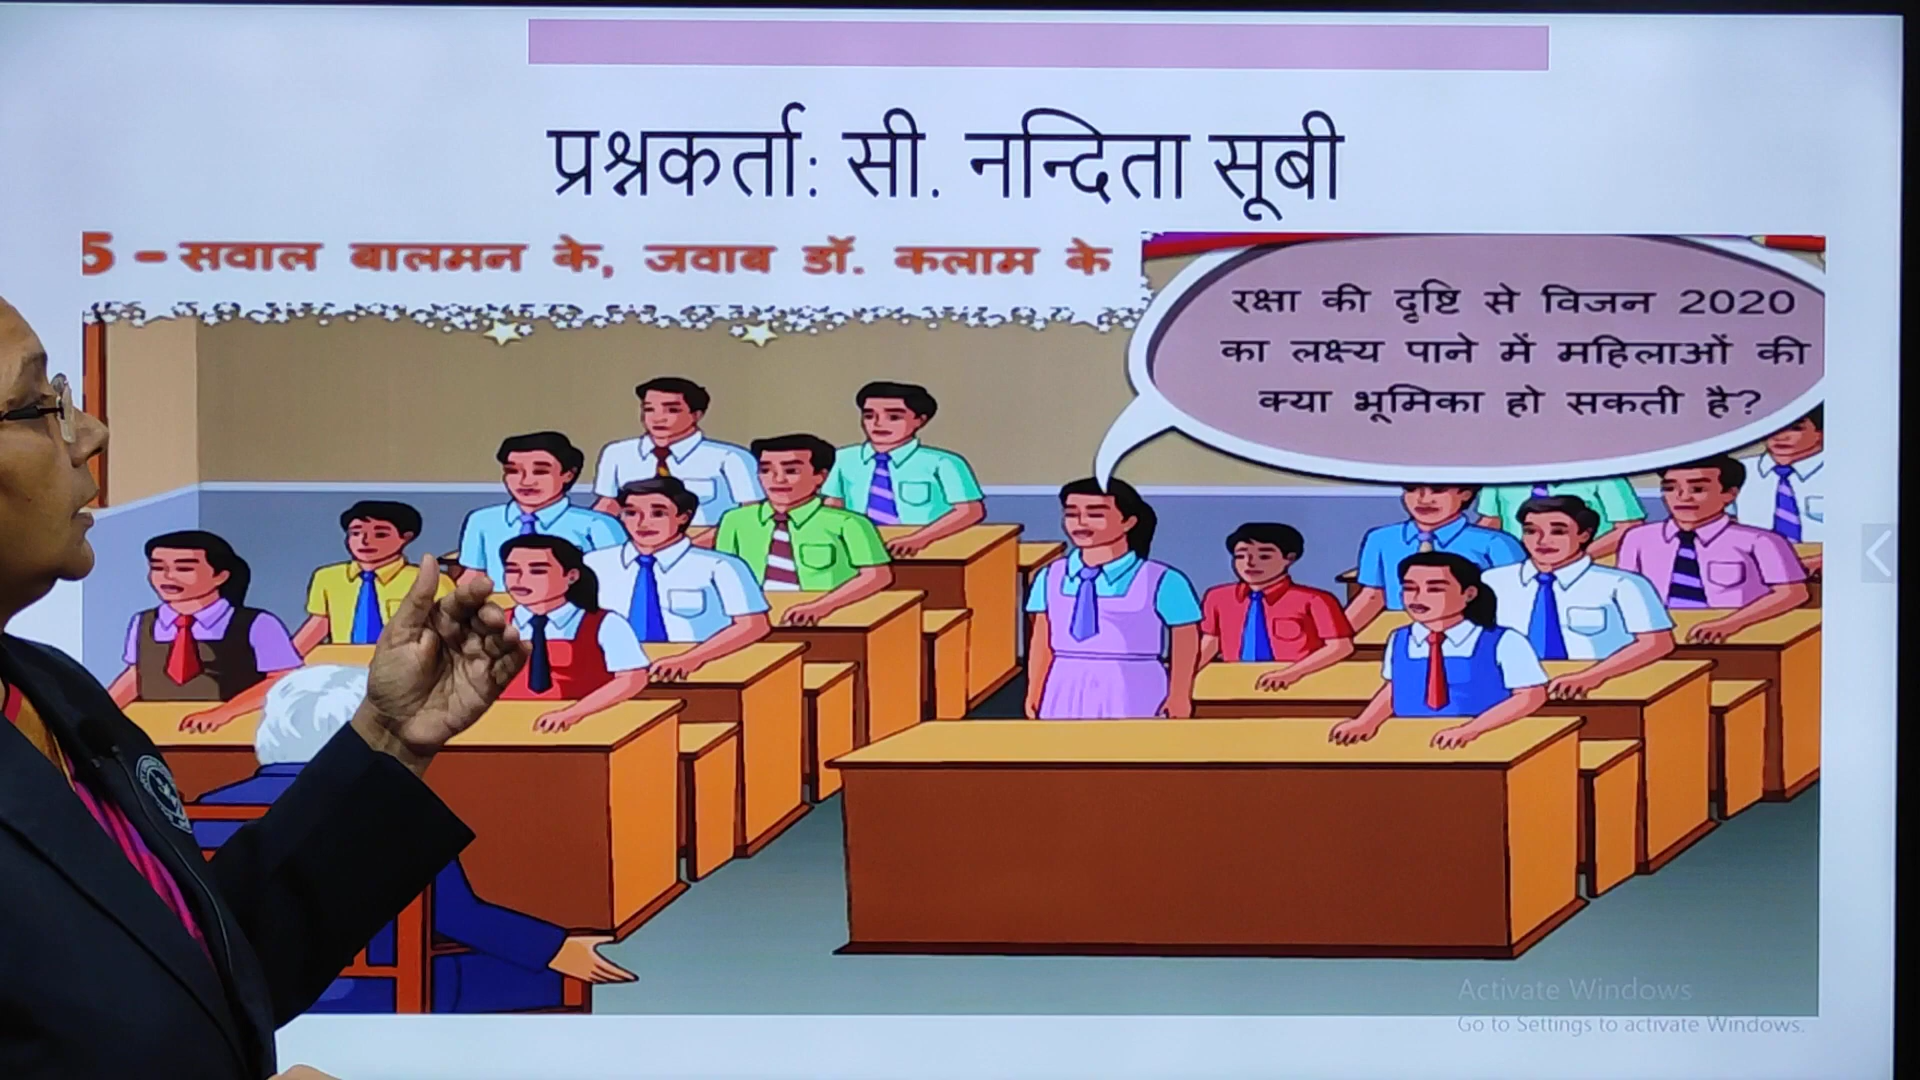 प्रश्नकर्ता: सी. नन्दिता सूबी
5 - सवाल बालमन के, जवाब डॉ. कलाम के
रक्षा की दृष्टि से विजन 2020
का लक्ष्य पाने में महिलाओं की
क्या भूमिका हो सकती है?
Activate Windows
Go to Settings to activate Windows.